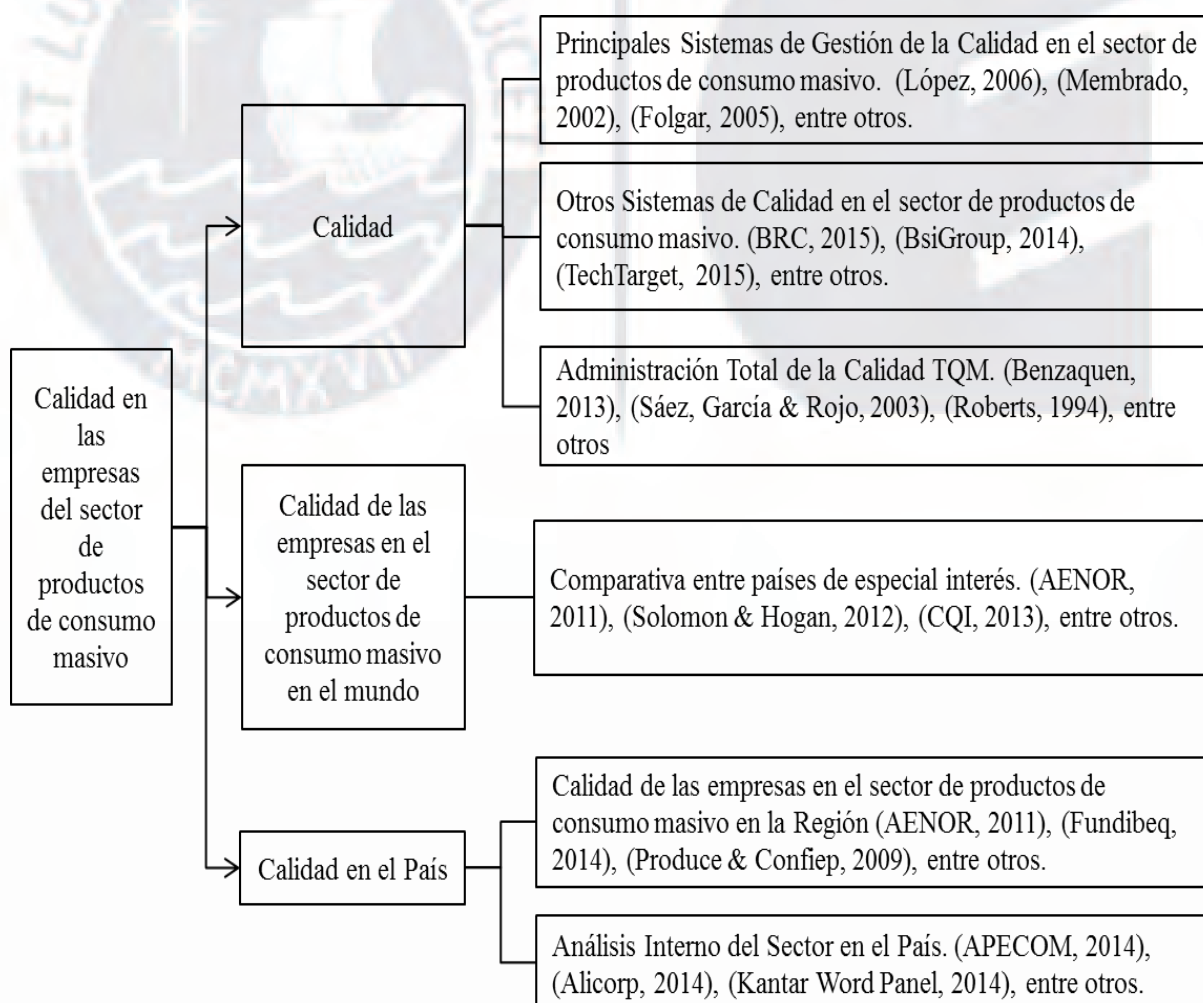 ET LU
UCE
MCMXVII
Calidad en
las
empresas
del sector
de
productos
de consumo
masivo
Calidad
Principales Sistemas de Gestión de la Calidad en el sector de
productos de consumo masivo. (López, 2006), (Membrado,
2002), (Folgar, 2005), entre otros.
Otros Sistemas de Calidad en el sector de productos de
consumo masivo. (BRC, 2015), (BsiGroup, 2014),
(TechTarget, 2015), entre otros.
Administración Total de la Calidad TQM. (Benzaquen,
2013), (Sáez, García & Rojo, 2003), (Roberts, 1994), entre
otros
Calidad de las
empresas en el
sector de
productos de
consumo masivo
en el mundo
Comparativa entre países de especial interés. (AENOR,
2011), (Solomon & Hogan, 2012), (CQI, 2013), entre otros.
Calidad en el País
Calidad de las empresas en el sector de productos de
consumo masivo en la Región (AENOR, 2011), (Fundibeq,
2014), (Produce & Confiep, 2009), entre otros.
Análisis Interno del Sector en el País. (APECOM, 2014),
(Alicorp, 2014), (Kantar Word Panel, 2014), entre otros.